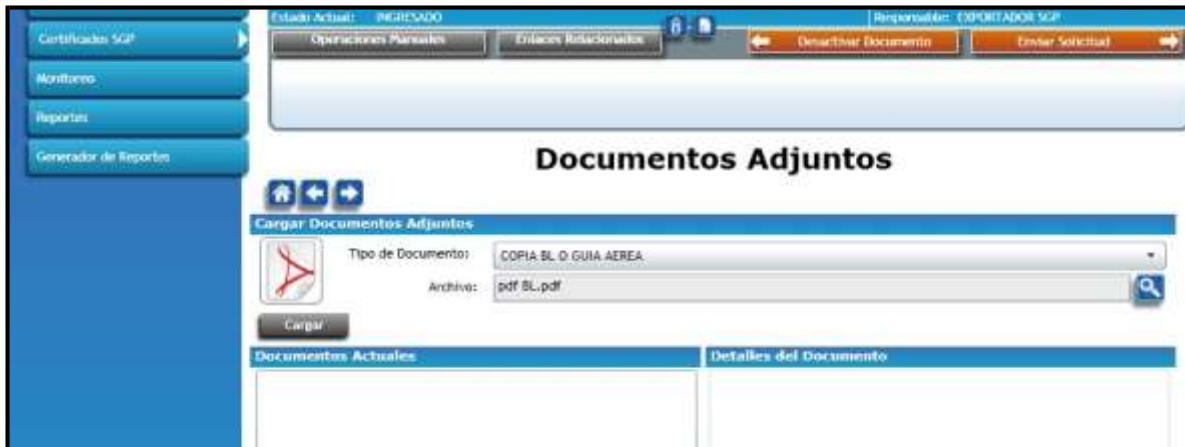 Estado Actual: INGRESADO
Responsable: EXPORTADOR SGP
Certificados SGP
Operaciones Manuales
Enlaces Relacionados
Desactivar Documento
Enviar Solicitud
Monitoreo
Reportes
Generador de Reportes
Documentos Adjuntos
Cargar Documentos Adjuntos
Tipo de Documento: COPIA BL O GUIA AEREA
Archivo: pdf BL.pdf
Cargar
Documentos Actuales
Detalles del Documento